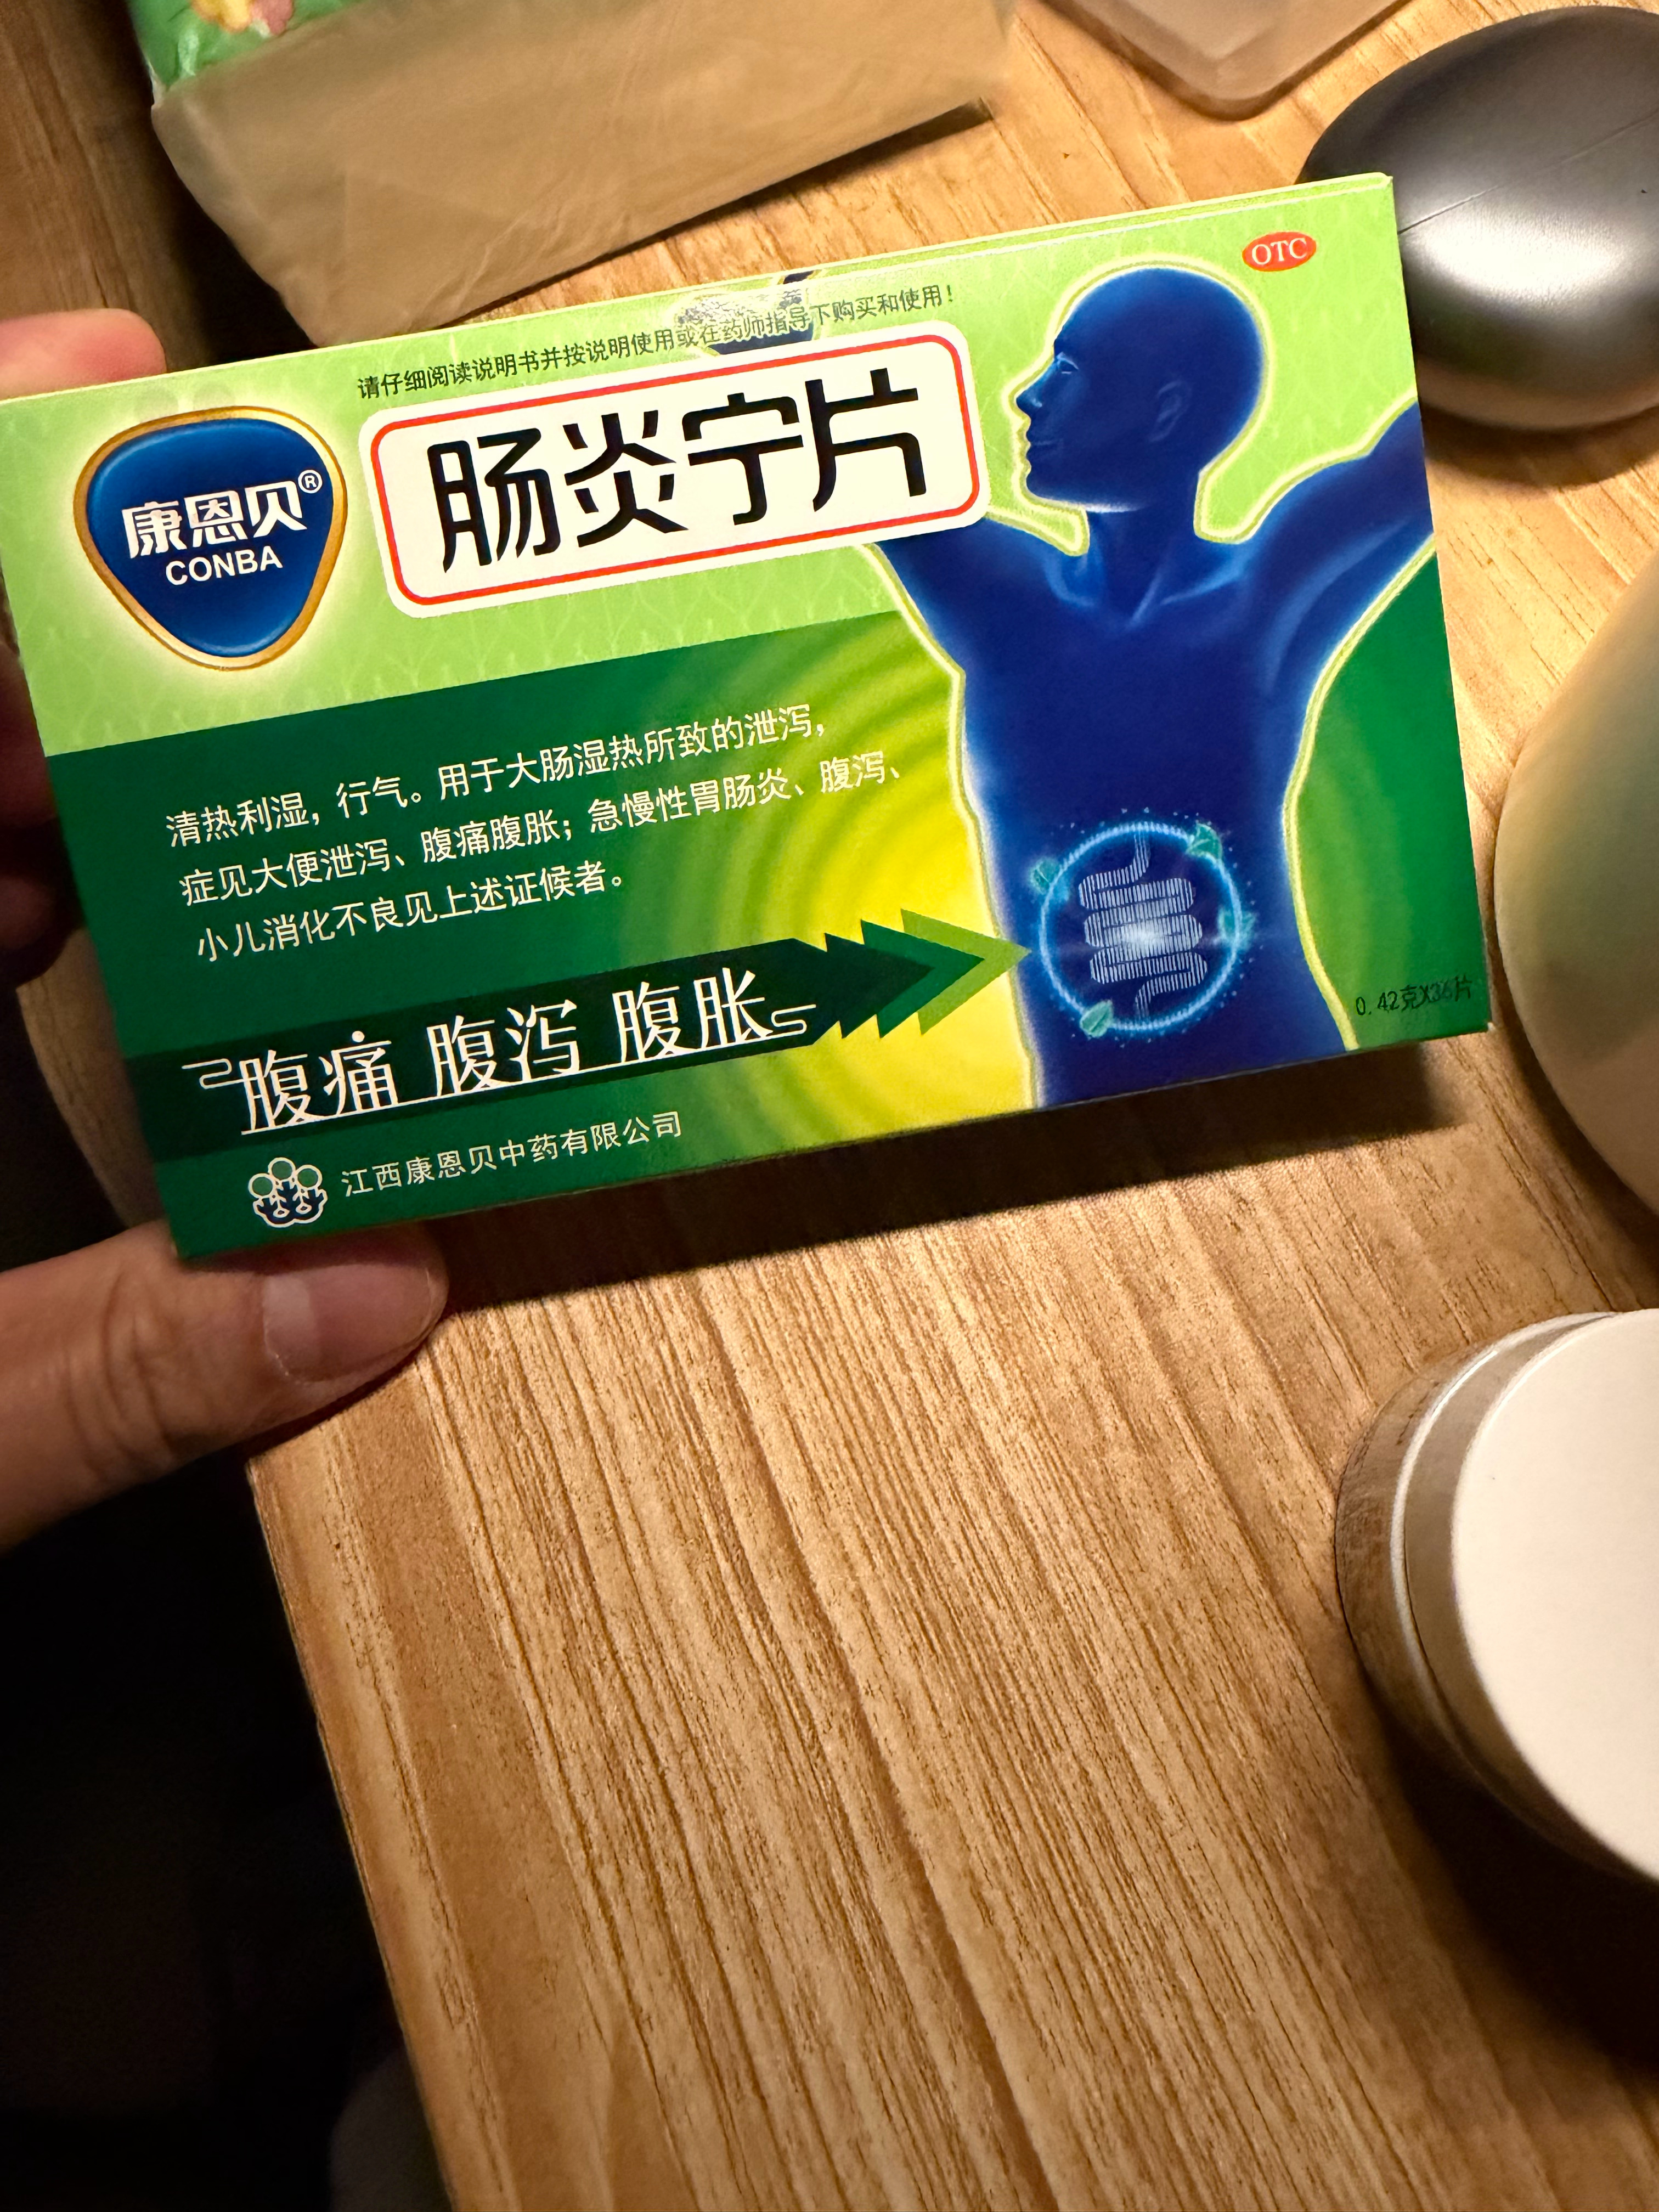 请仔细阅读说明书并按说明使用或在药师指导下购买和使用！
OTC
康恩贝®
CONBA
肠炎宁片
清热利湿，行气。用于大肠湿热所致的泄泻，
症见大便泄泻、腹痛腹胀；急慢性胃肠炎、腹泻、
小儿消化不良见上述证候者。
腹痛 腹泻 腹胀
0.42克X36片
江西康恩贝中药有限公司